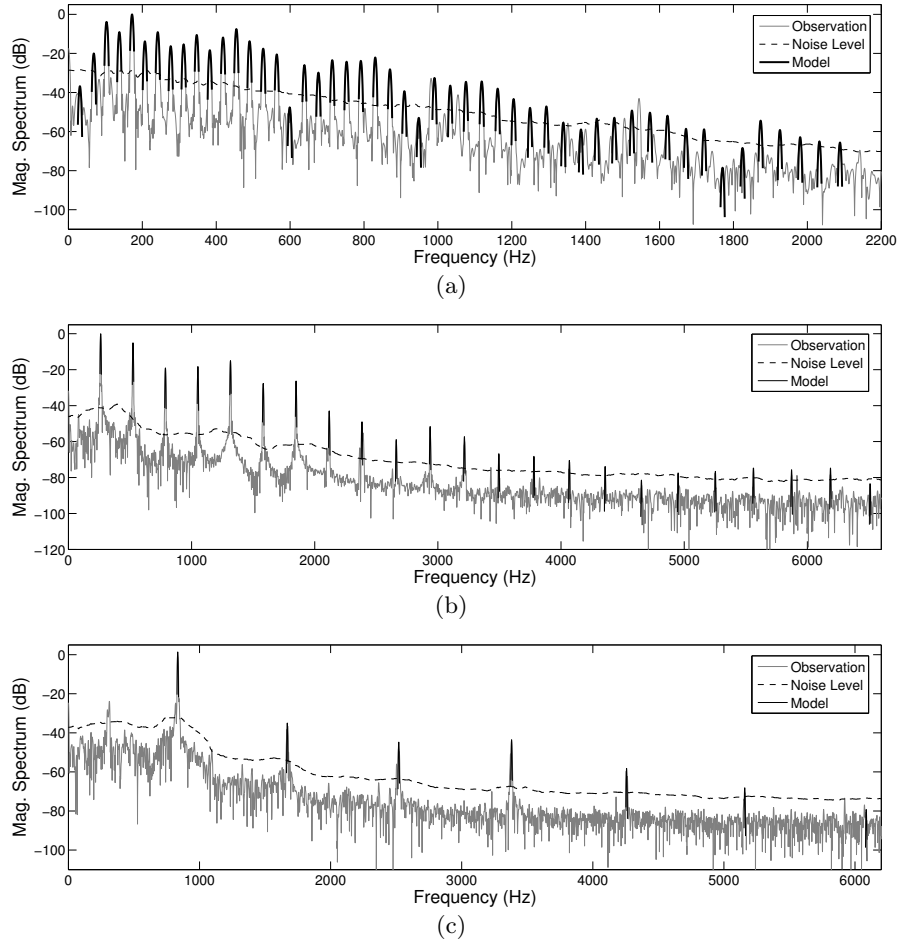 Mag. Spectrum (dB)
0
−20
−40
−60
−80
−100
Observation
Noise Level
Model
0 200 400 600 800 1000 1200 1400 1600 1800 2000 2200
Frequency (Hz)
(a)
Mag. Spectrum (dB)
0
−20
−40
−60
−80
−100
−120
Observation
Noise Level
Model
0 1000 2000 3000 4000 5000 6000
Frequency (Hz)
(b)
Mag. Spectrum (dB)
0
−20
−40
−60
−80
−100
Observation
Noise Level
Model
0 1000 2000 3000 4000 5000 6000
Frequency (Hz)
(c)